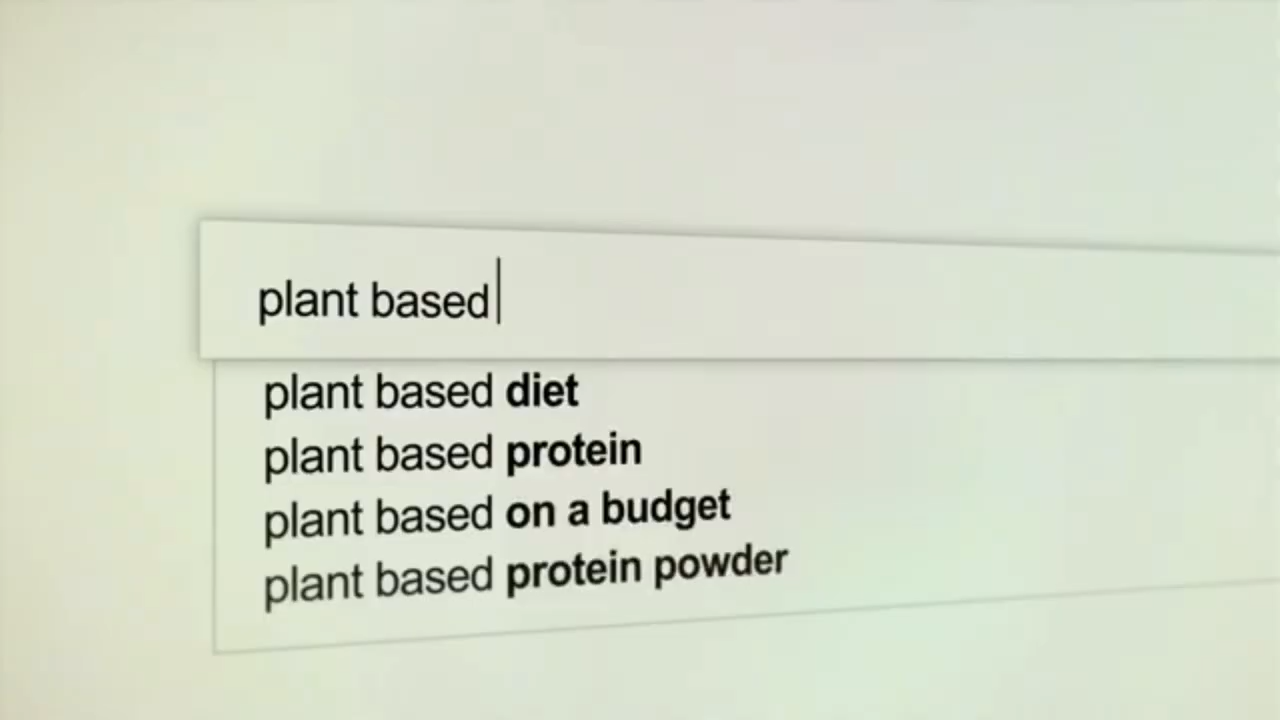 plant based
plant based diet
plant based protein
plant based on a budget
plant based protein powder